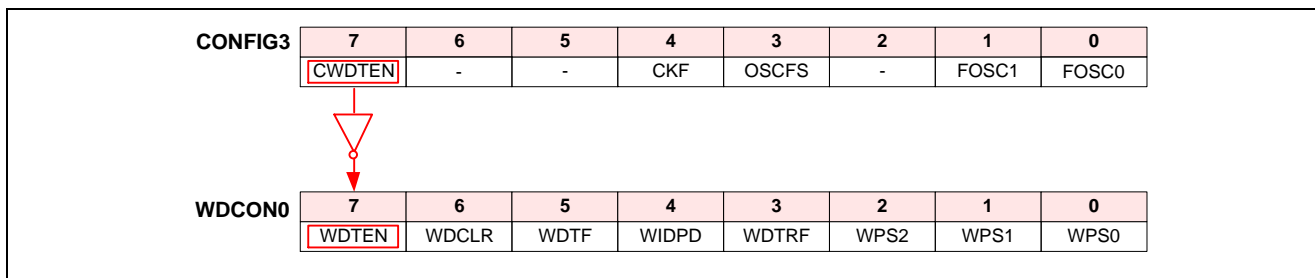 CONFIG3 7 6 5 4 3 2 1 0
CWDTEN - - CKF OSCFS - FOSC1 FOSC0
WDCON0 7 6 5 4 3 2 1 0
WDTEN WDCLR WDTF WIDPD WDTRF WPS2 WPS1 WPS0